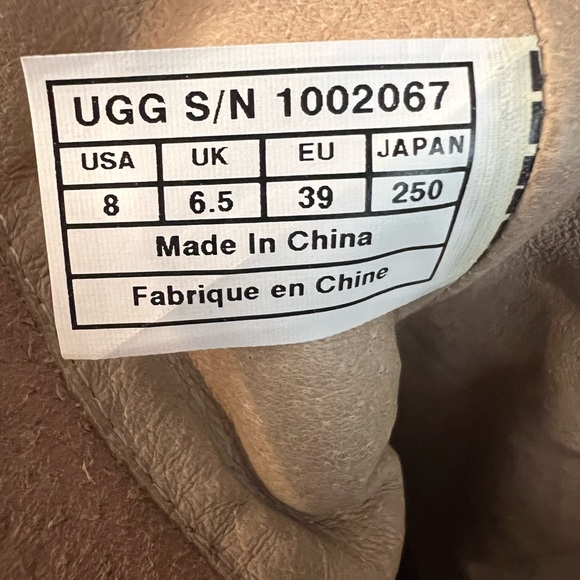 UGG S/N 1002067
USA UK EU JAPAN
8 6.5 39 250
Made In China
Fabrique en Chine